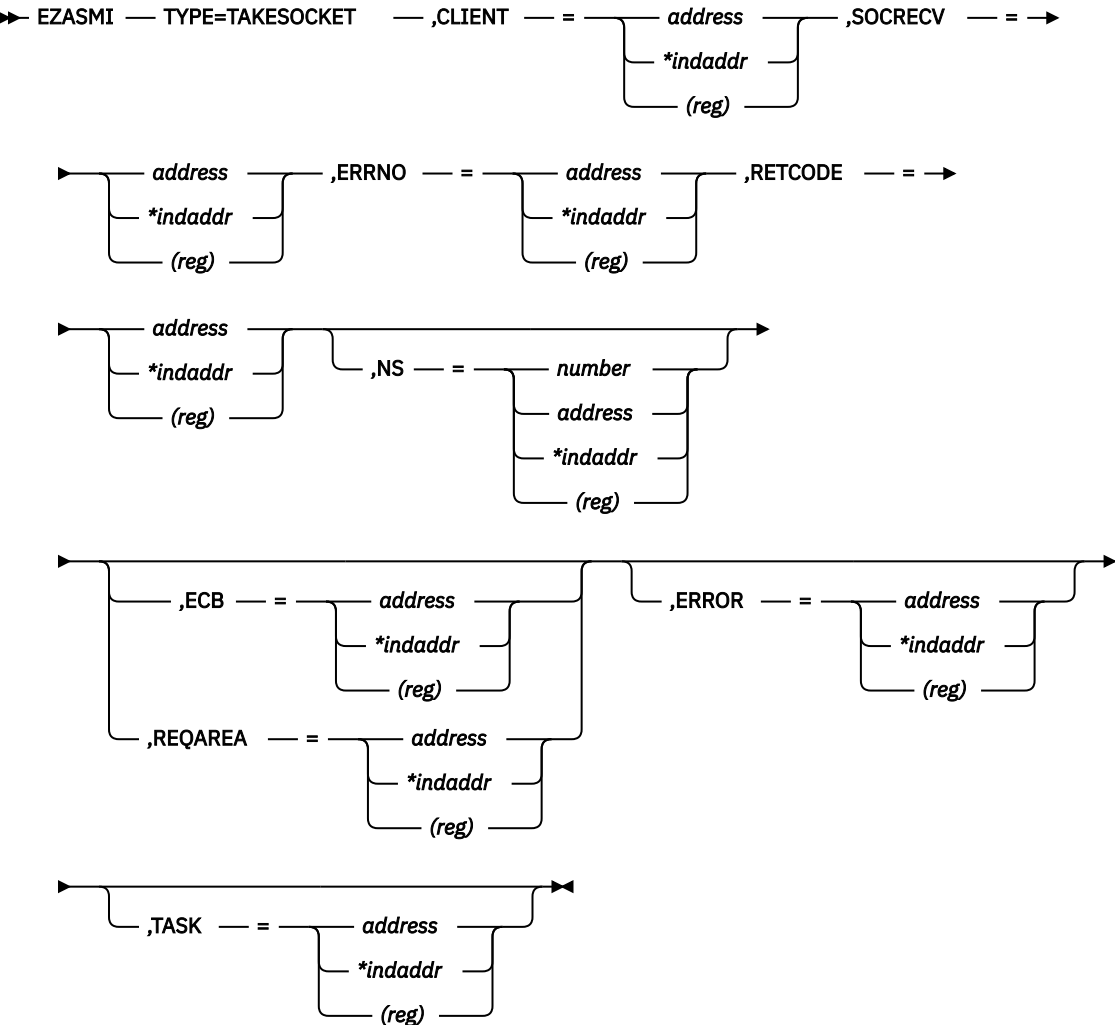 EZASMI TYPE=TAKESOCKET ,CLIENT = address ,SOCRECV =
*indaddr
(reg)
address ,ERRNO = address ,RETCODE =
*indaddr *indaddr
(reg) (reg)
address
*indaddr ,NS = number
(reg) address
*indaddr
(reg)
,ECB = address ,ERROR = address
*indaddr *indaddr
(reg) (reg)
,REQAREA = address
*indaddr
(reg)
,TASK = address
*indaddr
(reg)